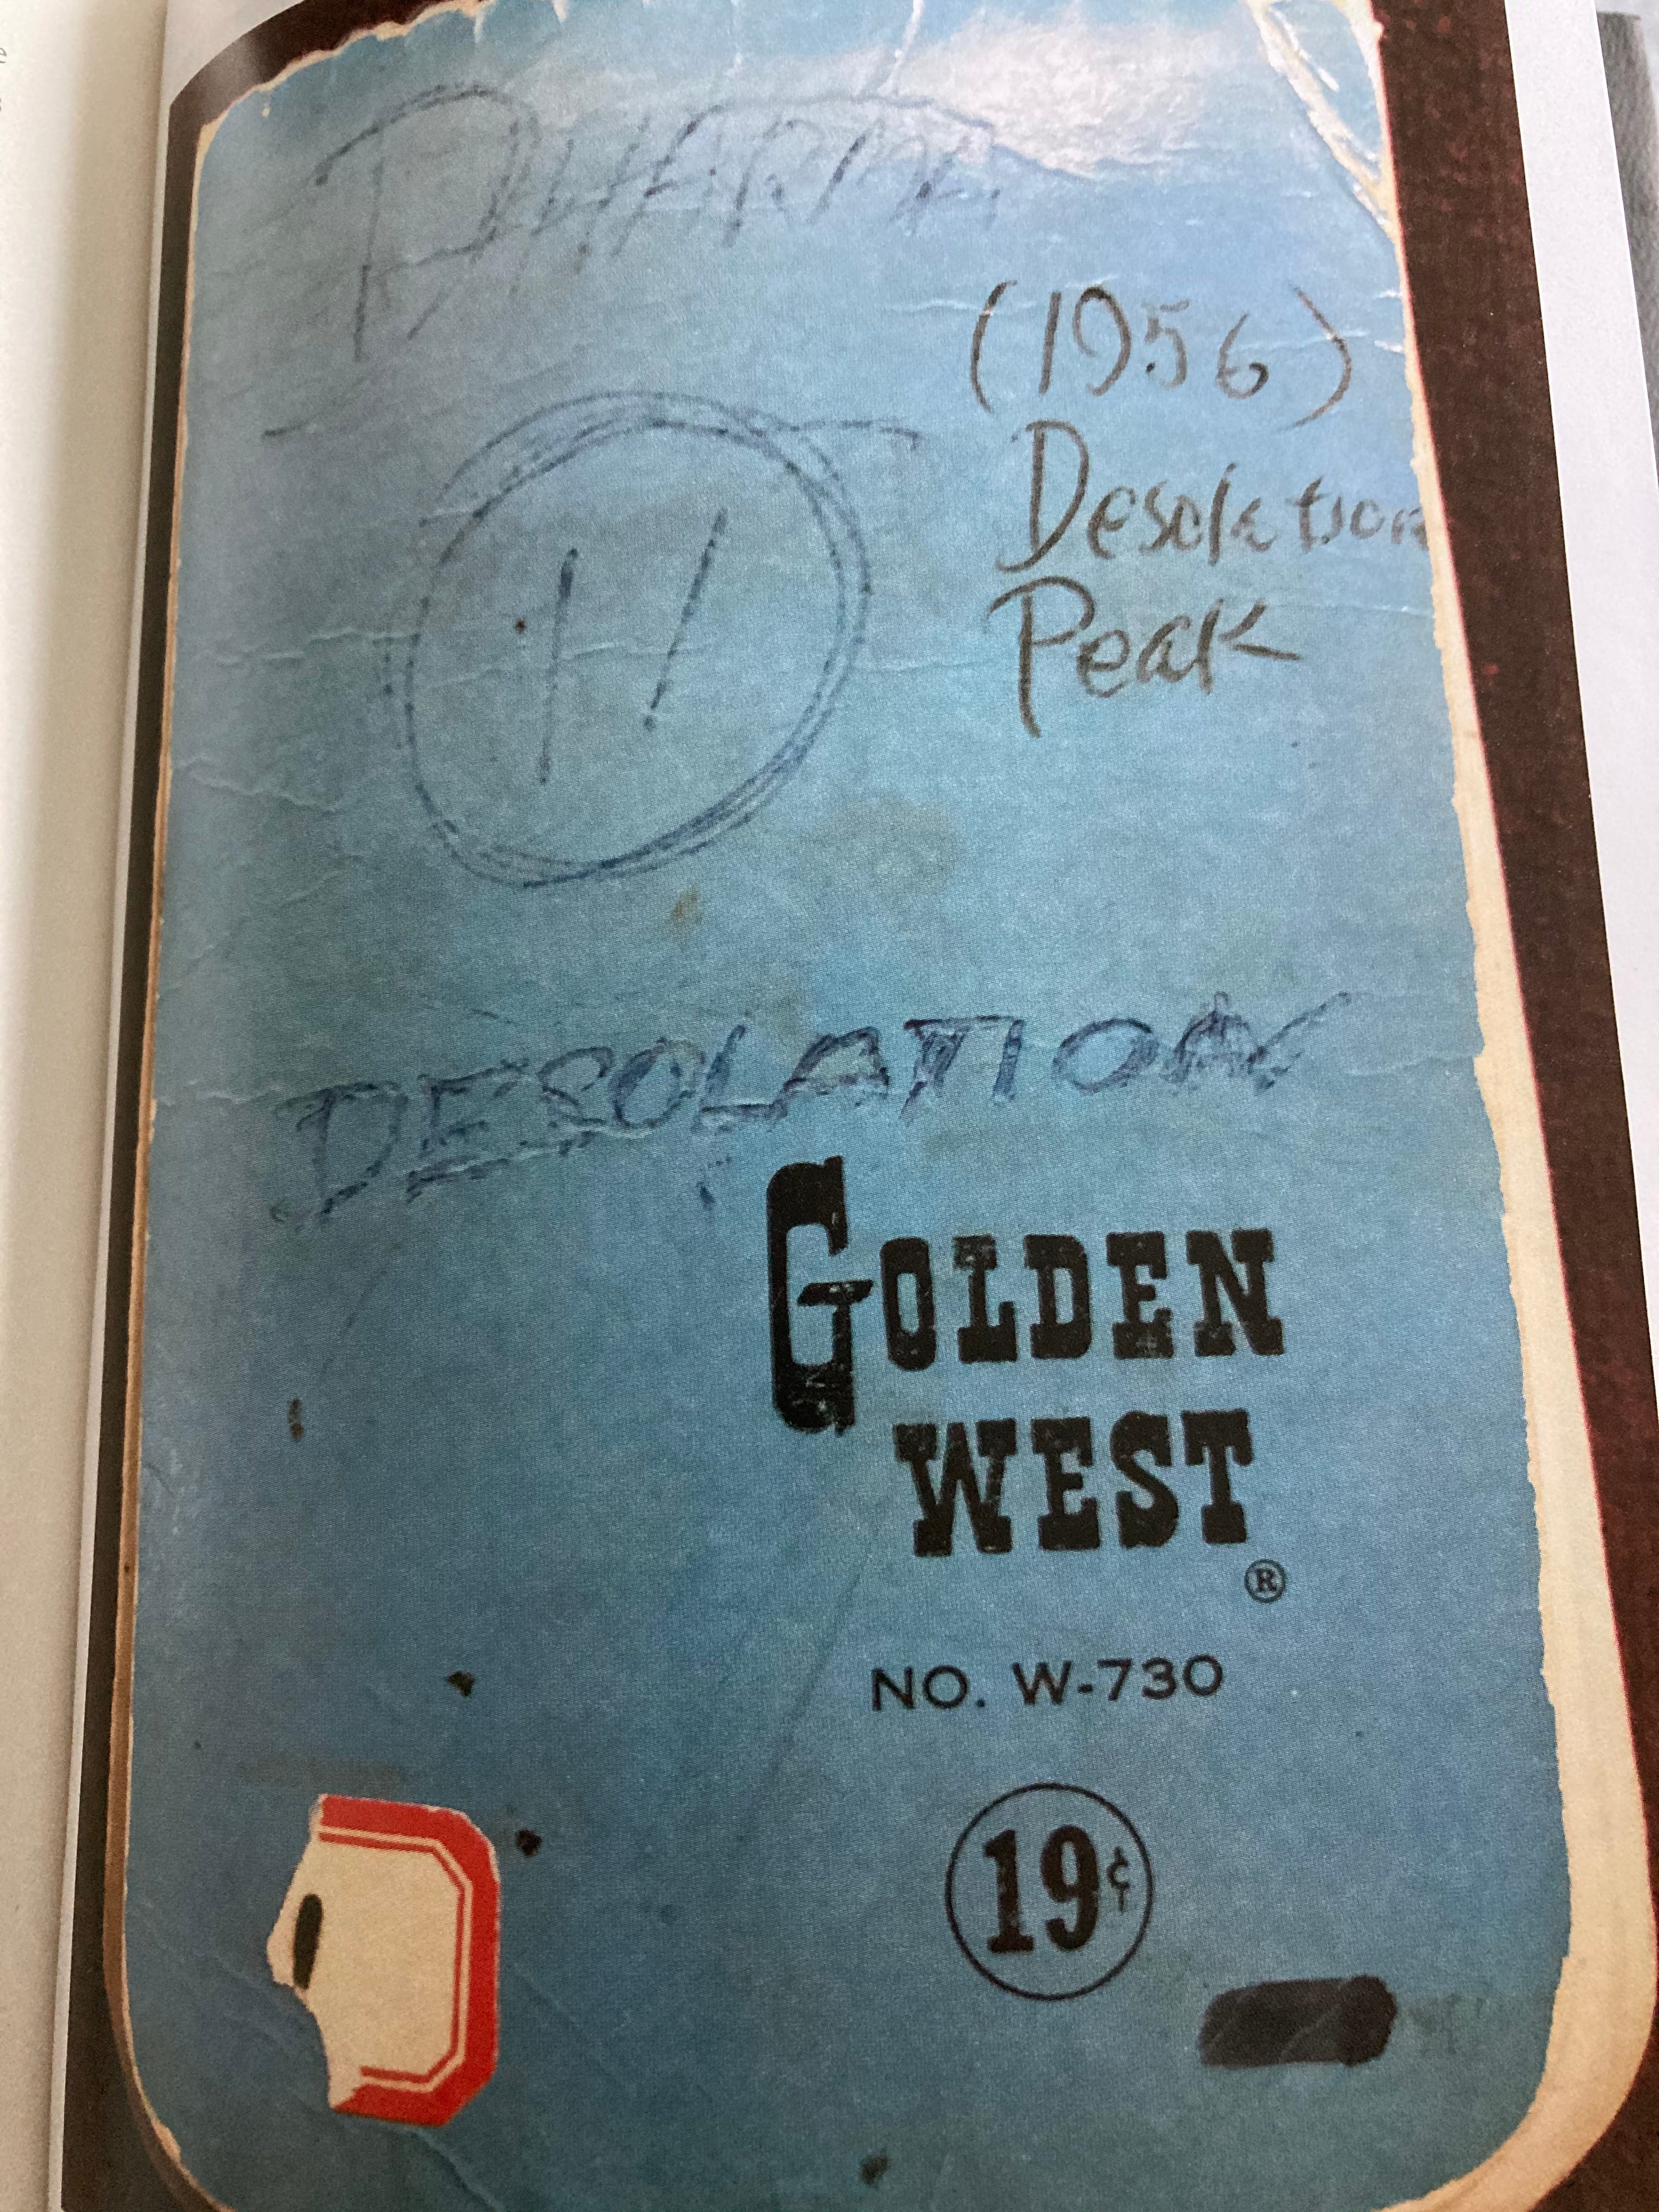 DHARMA
(1956)
11
Desolation
Peak
DESOLATION
GOLDEN
WEST
®
NO. W-730
19¢